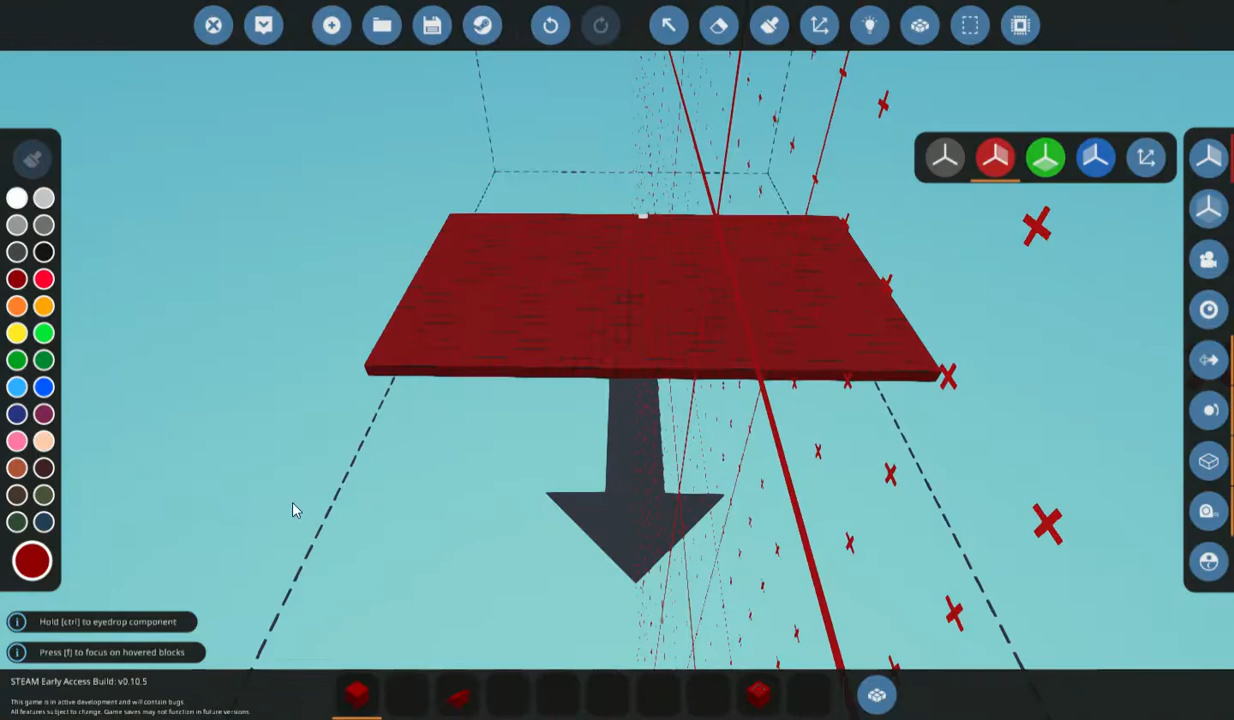 Hold [ctrl] to eyedrop component
Press [f] to focus on hovered blocks
STEAM Early Access Build: v0.10.5
This game is in active development and will contain bugs.
All features subject to change. Game saves may not function in future versions.